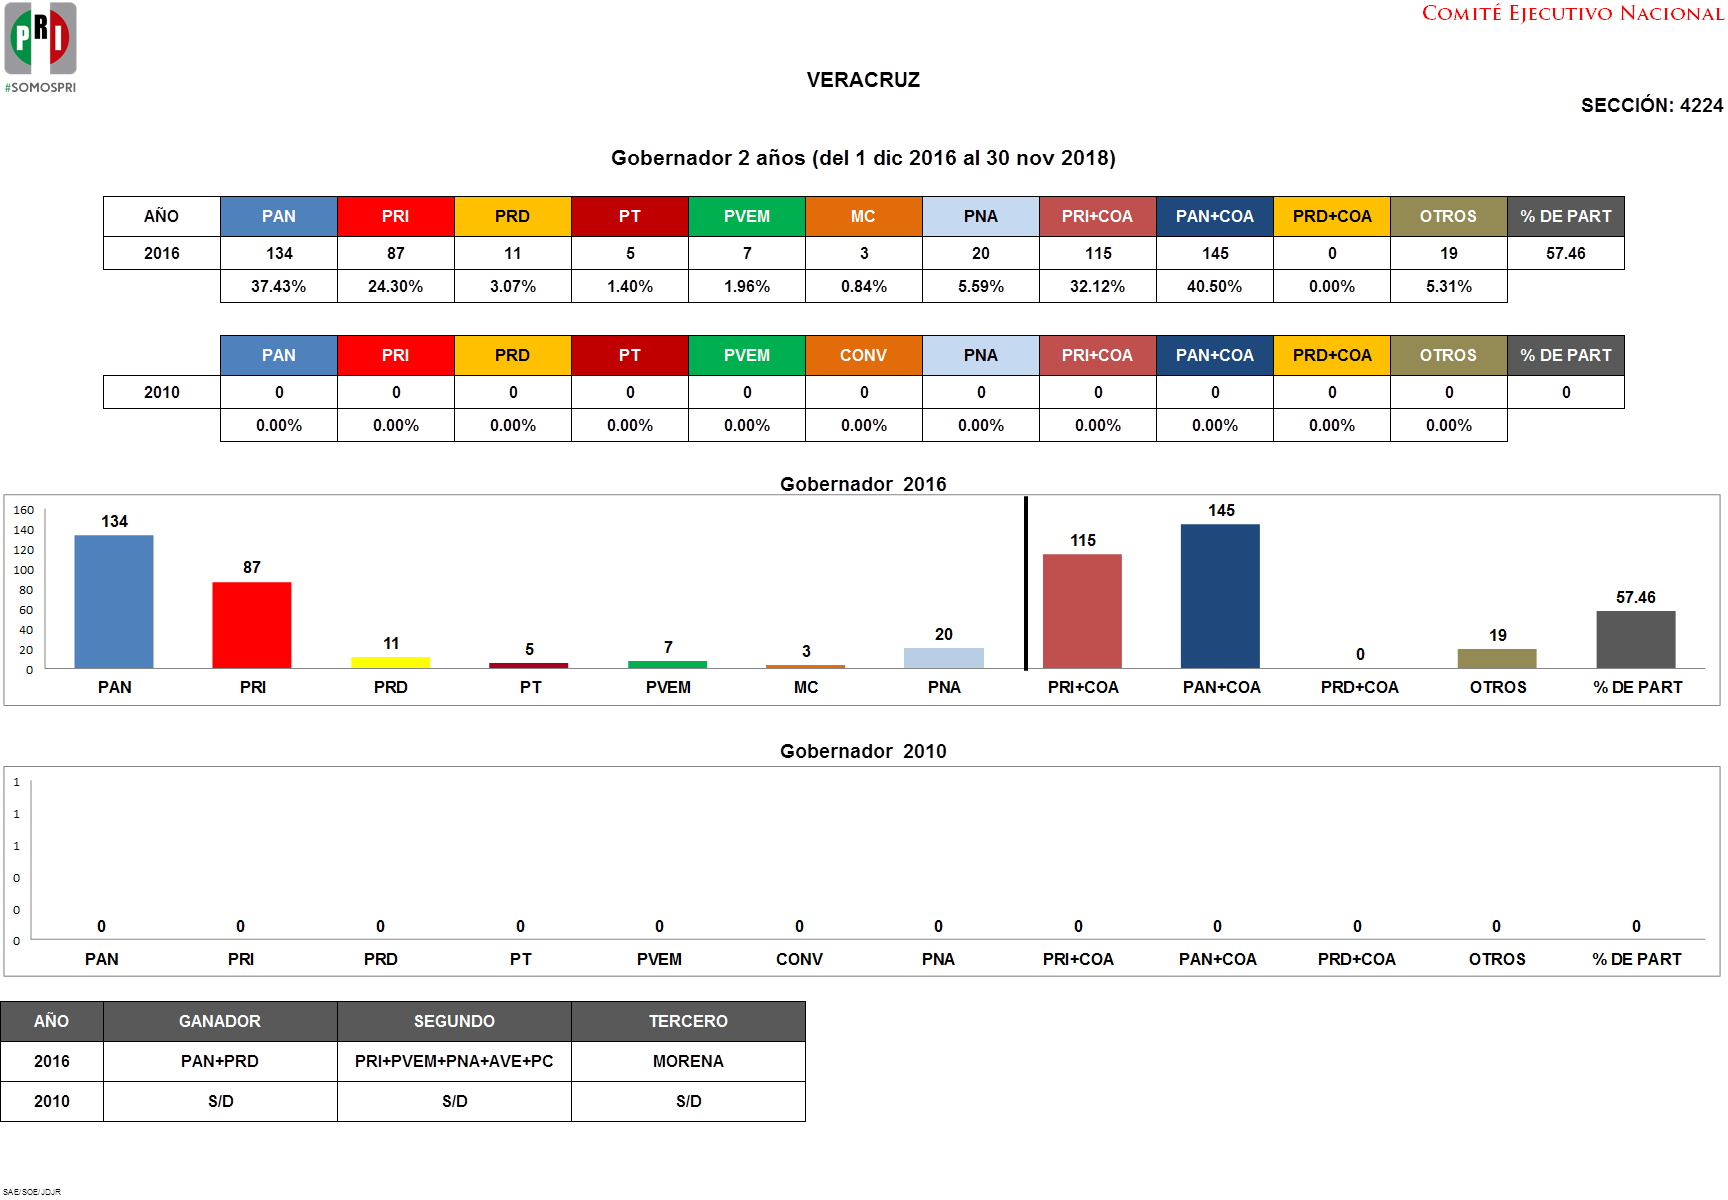 PRI
#SOMOSPRI
COMITÉ EJECUTIVO NACIONAL
VERACRUZ
SECCIÓN: 4224
Gobernador 2 años (del 1 dic 2016 al 30 nov 2018)
AÑO PAN PRI PRD PT PVEM MC PNA PRI+COA PAN+COA PRD+COA OTROS % DE PART
2016 134 87 11 5 7 3 20 115 145 0 19 57.46
37.43% 24.30% 3.07% 1.40% 1.96% 0.84% 5.59% 32.12% 40.50% 0.00% 5.31%
PAN PRI PRD PT PVEM CONV PNA PRI+COA PAN+COA PRD+COA OTROS % DE PART
2010 0 0 0 0 0 0 0 0 0 0 0 0
0.00% 0.00% 0.00% 0.00% 0.00% 0.00% 0.00% 0.00% 0.00% 0.00% 0.00%
Gobernador 2016
160
140
120
100
80
60
40
20
0
134 87 11 5 7 3 20 115 145 0 19 57.46
PAN PRI PRD PT PVEM MC PNA PRI+COA PAN+COA PRD+COA OTROS % DE PART
Gobernador 2010
1
1
1
0
0
0
0 0 0 0 0 0 0 0 0 0 0 0
PAN PRI PRD PT PVEM CONV PNA PRI+COA PAN+COA PRD+COA OTROS % DE PART
AÑO GANADOR SEGUNDO TERCERO
2016 PAN+PRD PRI+PVEM+PNA+AVE+PC MORENA
2010 S/D S/D S/D
SAE/SOE/JDJR